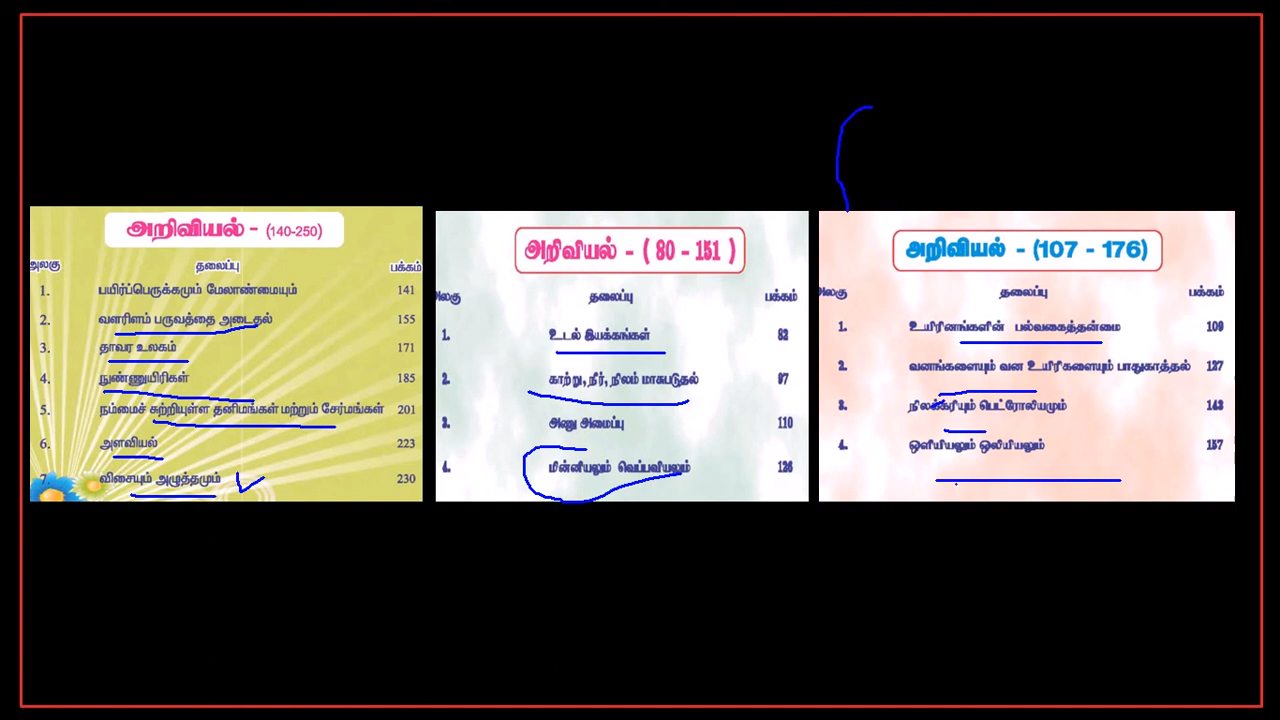 அறிவியல் - (140-250)
அலகு தலைப்பு பக்கம்
1. பயிர்ப்பெருக்கமும் மேலாண்மையும் 141
2. வளரிளம் பருவத்தை அடைதல் 155
3. தாவர உலகம் 171
4. நுண்ணுயிரிகள் 185
5. நம்மைச் சுற்றியுள்ள தனிமங்கள் மற்றும் சேர்மங்கள் 201
6. அளவியல் 223
7. விசையும் அழுத்தமும் 230
அறிவியல் - ( 80 - 151 )
அலகு தலைப்பு பக்கம்
1. உடல் இயக்கங்கள் 82
2. காற்று, நீர், நிலம் மாசுபடுதல் 97
3. அணு அமைப்பு 110
4. மின்னியலும் வெப்பவியலும் 126
அறிவியல் - (107 - 176)
அலகு தலைப்பு பக்கம்
1. உயிரினங்களின் பல்வகைத்தன்மை 109
2. வனங்களையும் வன உயிரிகளையும் பாதுகாத்தல் 127
3. நிலக்கரியும் பெட்ரோலியமும் 143
4. ஒளியியலும் ஒலியியலும் 157